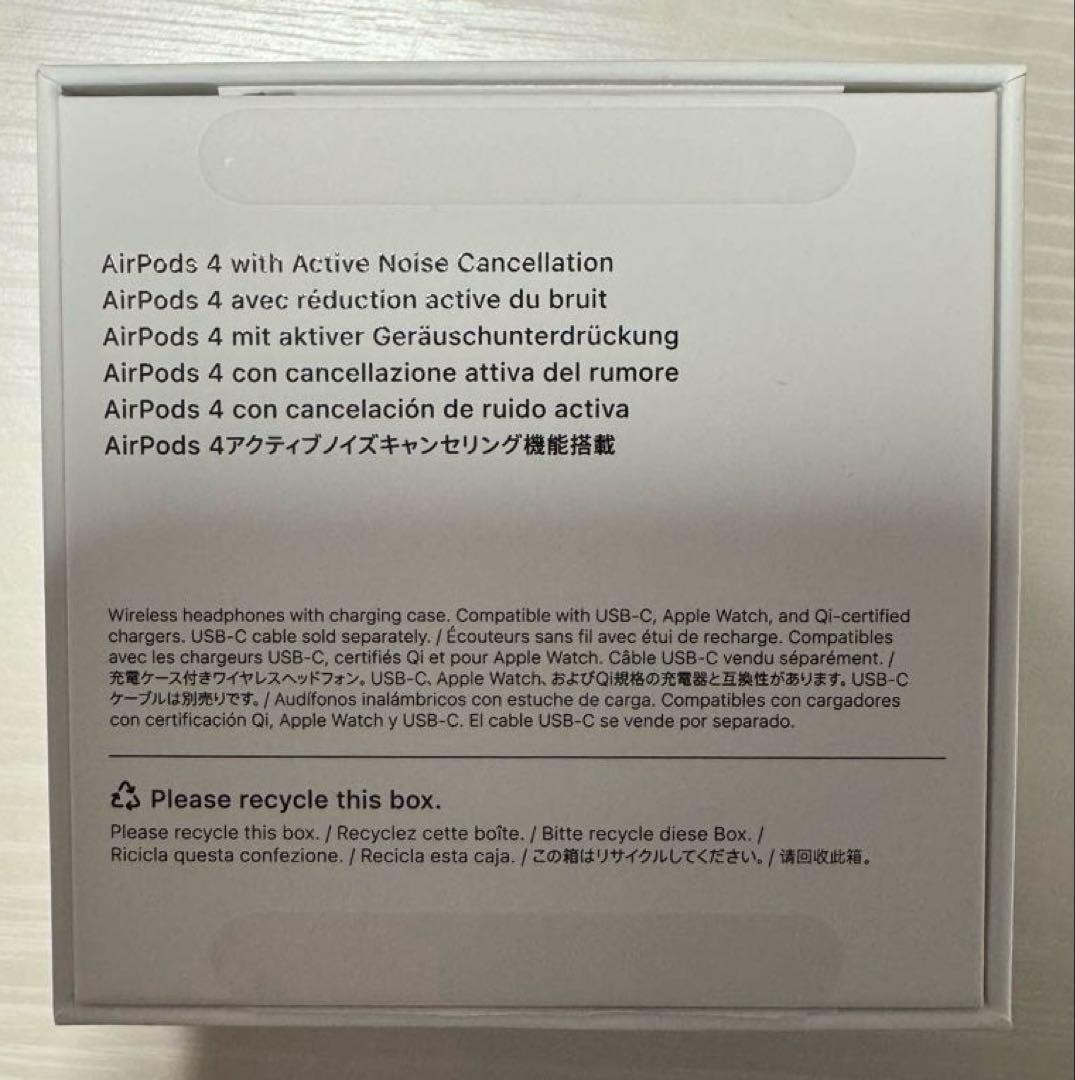 AirPods 4 with Active Noise Cancellation
AirPods 4 avec réduction active du bruit
AirPods 4 mit aktiver Geräuschunterdrückung
AirPods 4 con cancellazione attiva del rumore
AirPods 4 con cancelación de ruido activa
AirPods 4アクティブノイズキャンセリング機能搭載
Wireless headphones with charging case. Compatible with USB-C, Apple Watch, and Qi-certified
chargers. USB-C cable sold separately. / Écouteurs sans fil avec étui de recharge. Compatibles
avec les chargeurs USB-C, certifiés Qi et pour Apple Watch. Câble USB-C vendu séparément. /
充電ケース付きワイヤレスヘッドフォン。USB-C、Apple Watch、およびQi規格の充電器と互換性があります。USB-C
ケーブルは別売りです。/ Audífonos inalámbricos con estuche de carga. Compatibles con cargadores
con certificación Qi, Apple Watch y USB-C. El cable USB-C se vende por separado.
Please recycle this box.
Please recycle this box. / Recyclez cette boîte. / Bitte recycle diese Box. /
Ricicla questa confezione. / Recicla esta caja. / この箱はリサイクルしてください。/ 请回收此箱。